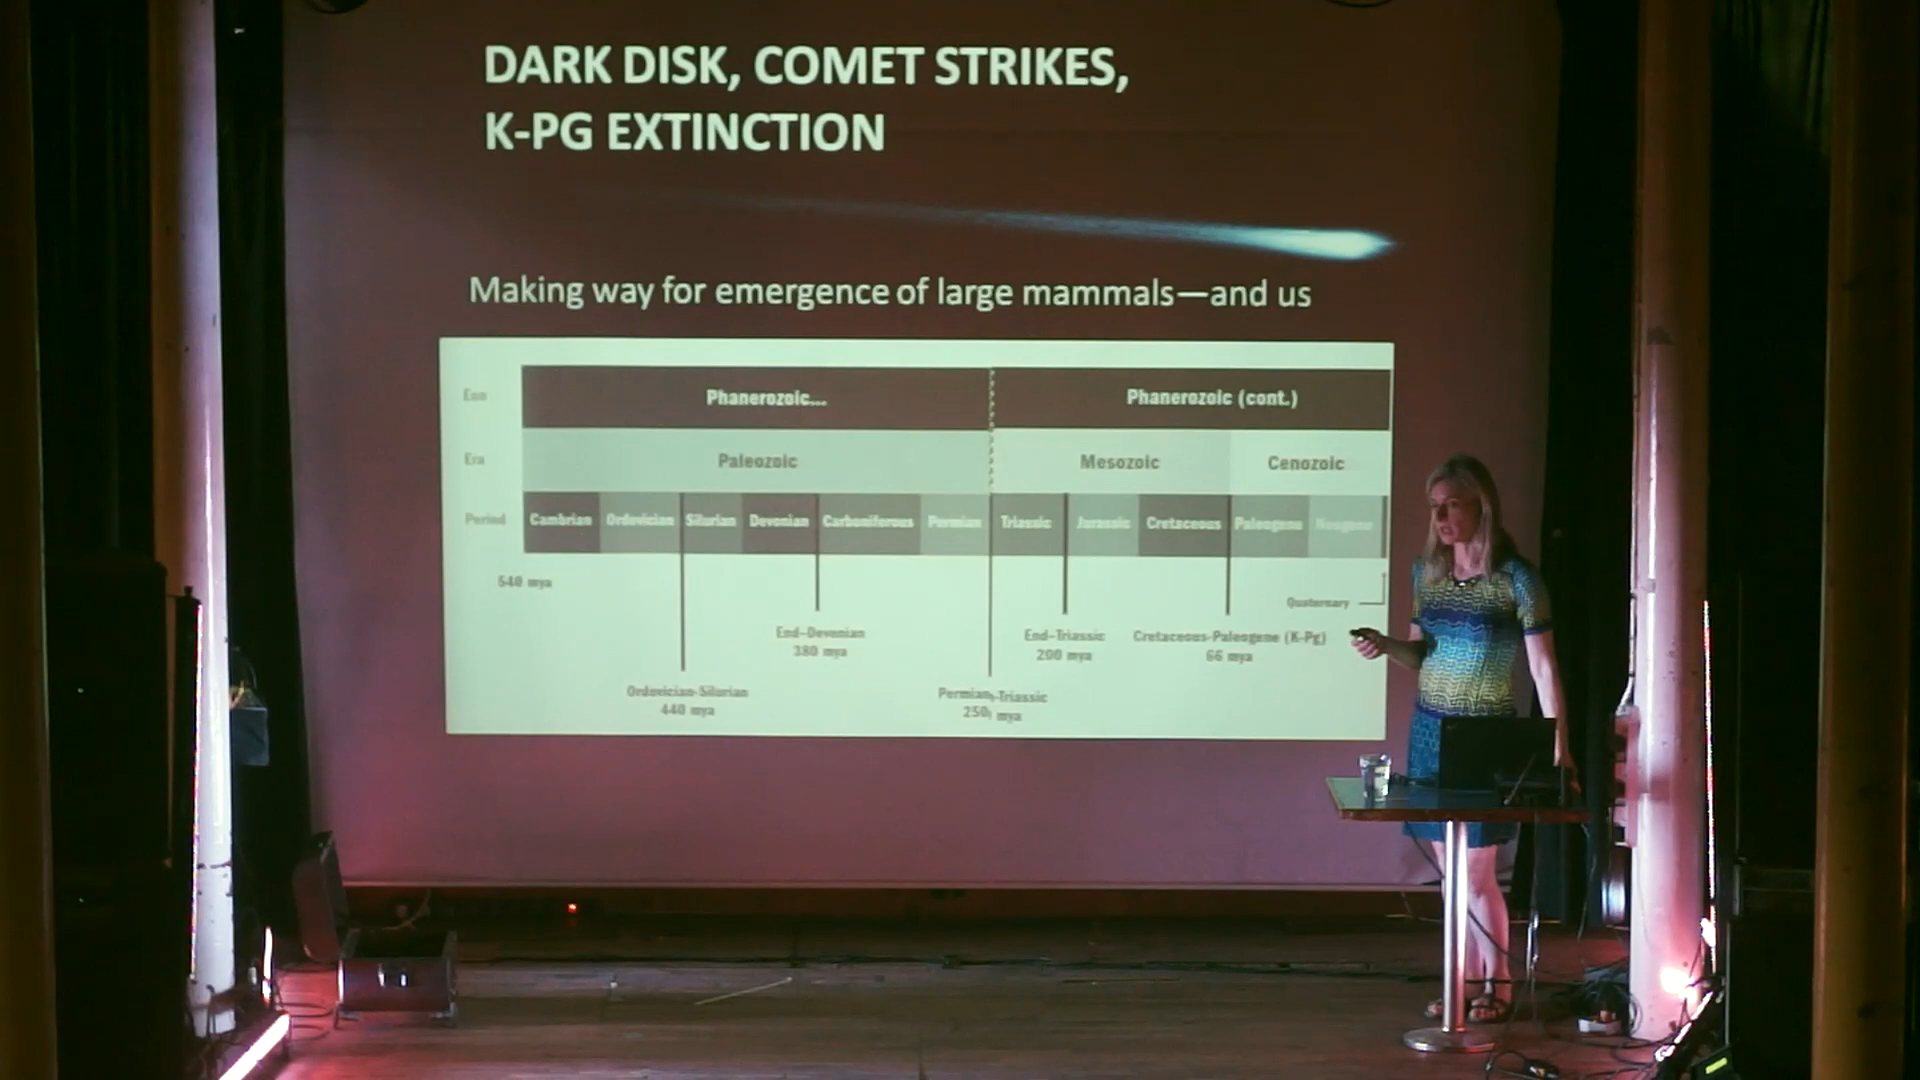 DARK DISK, COMET STRIKES,
K-PG EXTINCTION
Making way for emergence of large mammals—and us
Eon
Phanerozoic...
Phanerozoic (cont.)
Era
Paleozoic
Mesozoic
Cenozoic
Period
Cambrian
Ordovician
Silurian
Devonian
Carboniferous
Permian
Triassic
Jurassic
Cretaceous
Paleogene
Neogene
540 mya
Quaternary
End–Devonian
380 mya
End–Triassic
200 mya
Cretaceous-Paleogene (K-Pg)
66 mya
Ordovician-Silurian
440 mya
Permian-Triassic
250 mya